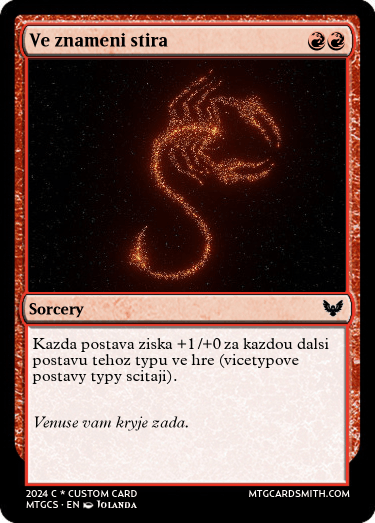 Ve znameni stira
Sorcery
Kazda postava ziska +1/+0 za kazdou dalsi
postavu tehoz typu ve hre (vicetypove
postavy typy scitaji).
Venuse vam kryje zada.
2024 C * CUSTOM CARD
MTGCARDSMITH.COM
MTGCS · EN IOLANDA